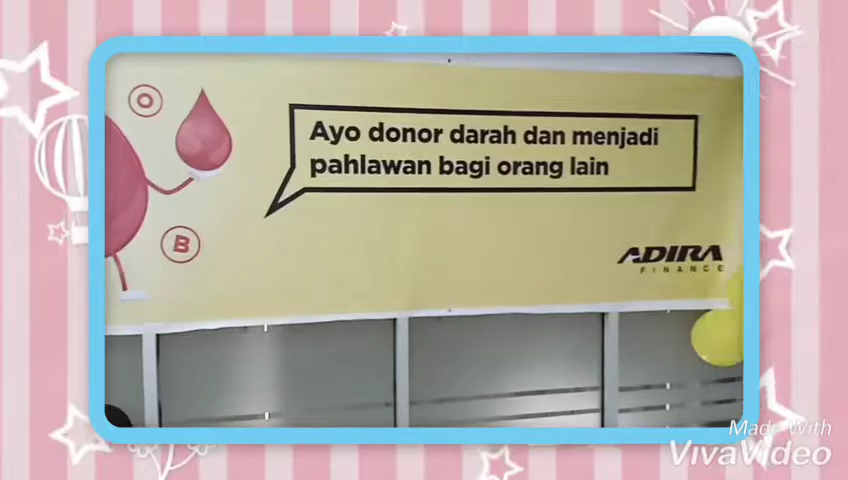 O
Ayo donor darah dan menjadi
pahlawan bagi orang lain
B
ADIRA
FINANCE
Made With
VivaVideo